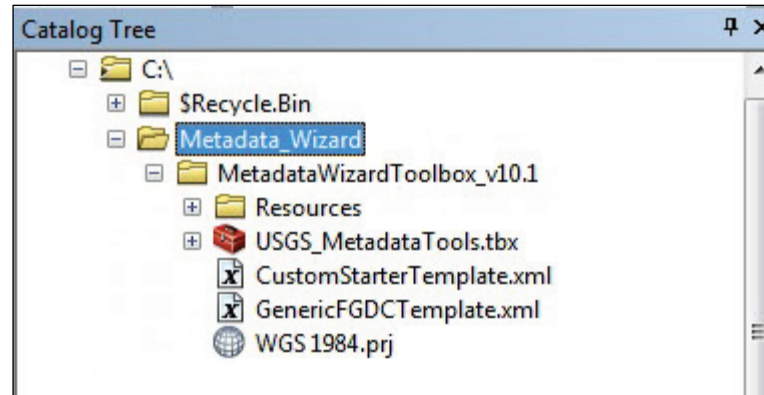 Catalog Tree
C:\
$Recycle.Bin
Metadata_Wizard
MetadataWizardToolbox_v10.1
Resources
USGS_MetadataTools.tbx
CustomStarterTemplate.xml
GenericFGDCTemplate.xml
WGS 1984.prj